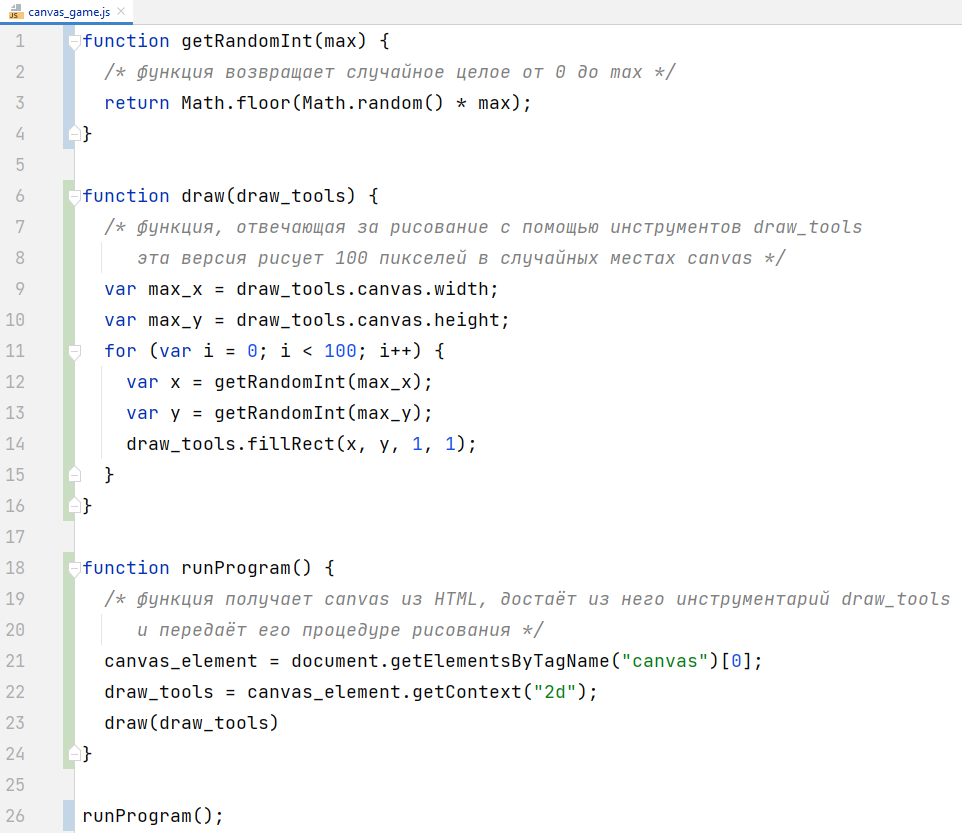 canvas_game.js
1 function getRandomInt(max) {
2 /* функция возвращает случайное целое от 0 до max */
3 return Math.floor(Math.random() * max);
4 }
5
6 function draw(draw_tools) {
7 /* функция, отвечающая за рисование с помощью инструментов draw_tools
8 эта версия рисует 100 пикселей в случайных местах canvas */
9 var max_x = draw_tools.canvas.width;
10 var max_y = draw_tools.canvas.height;
11 for (var i = 0; i < 100; i++) {
12 var x = getRandomInt(max_x);
13 var y = getRandomInt(max_y);
14 draw_tools.fillRect(x, y, 1, 1);
15 }
16 }
17
18 function runProgram() {
19 /* функция получает canvas из HTML, достаёт из него инструментарий draw_tools
20 и передаёт его процедуре рисования */
21 canvas_element = document.getElementsByTagName("canvas")[0];
22 draw_tools = canvas_element.getContext("2d");
23 draw(draw_tools)
24 }
25
26 runProgram();